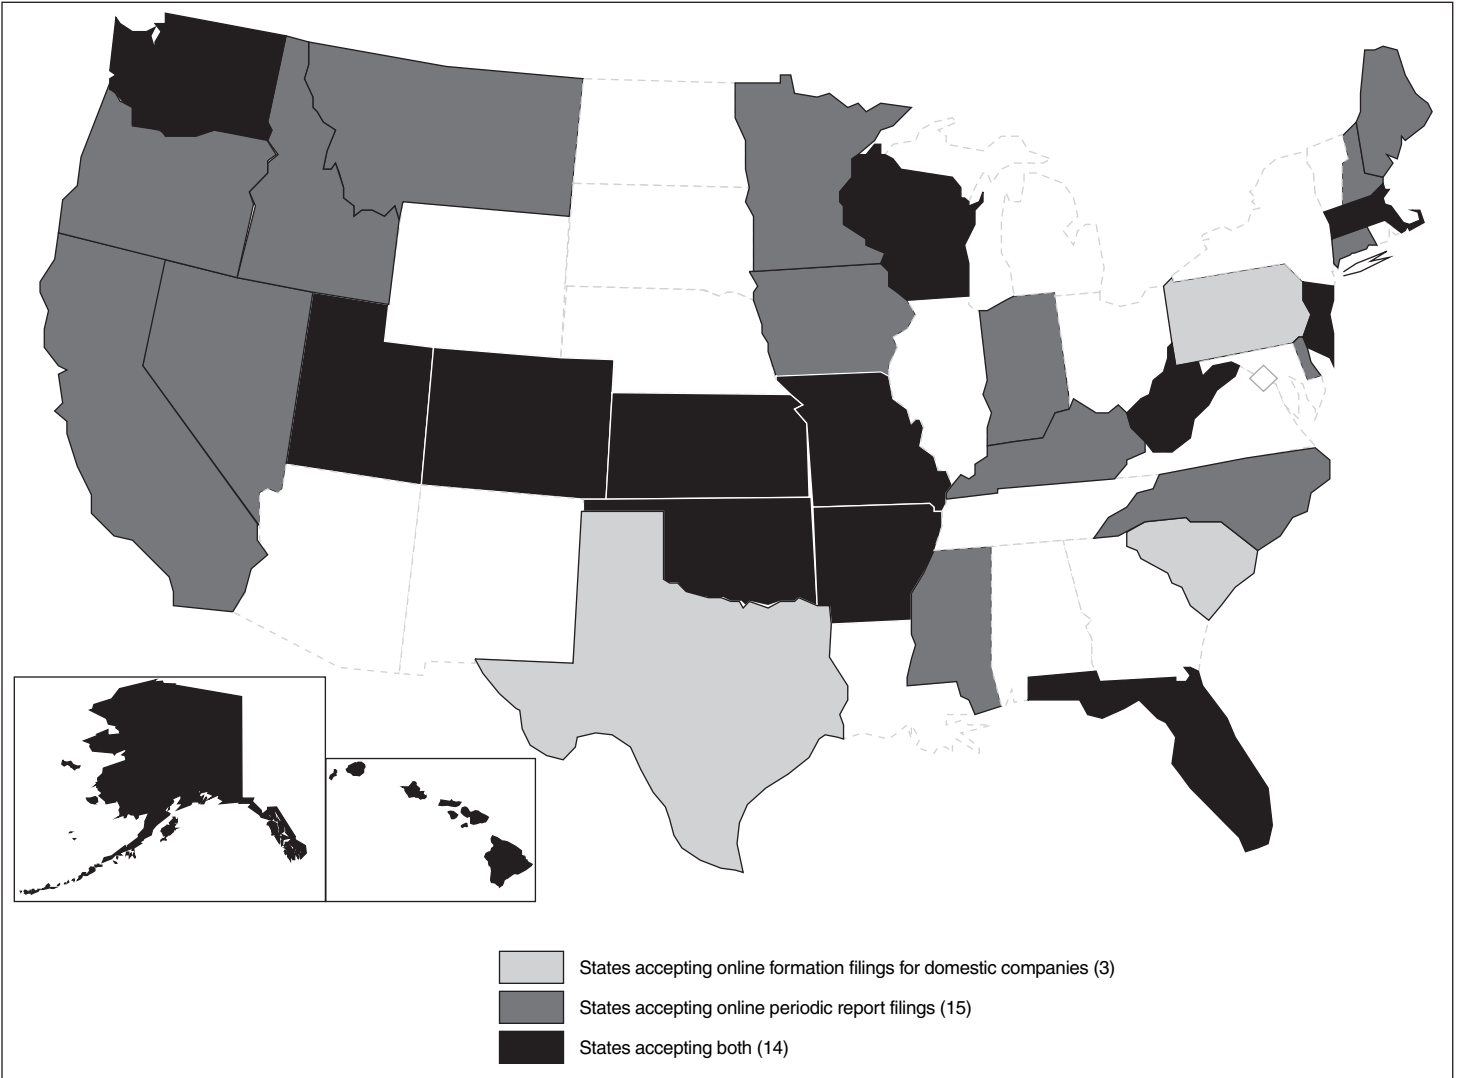 States accepting online formation filings for domestic companies (3)
States accepting online periodic report filings (15)
States accepting both (14)